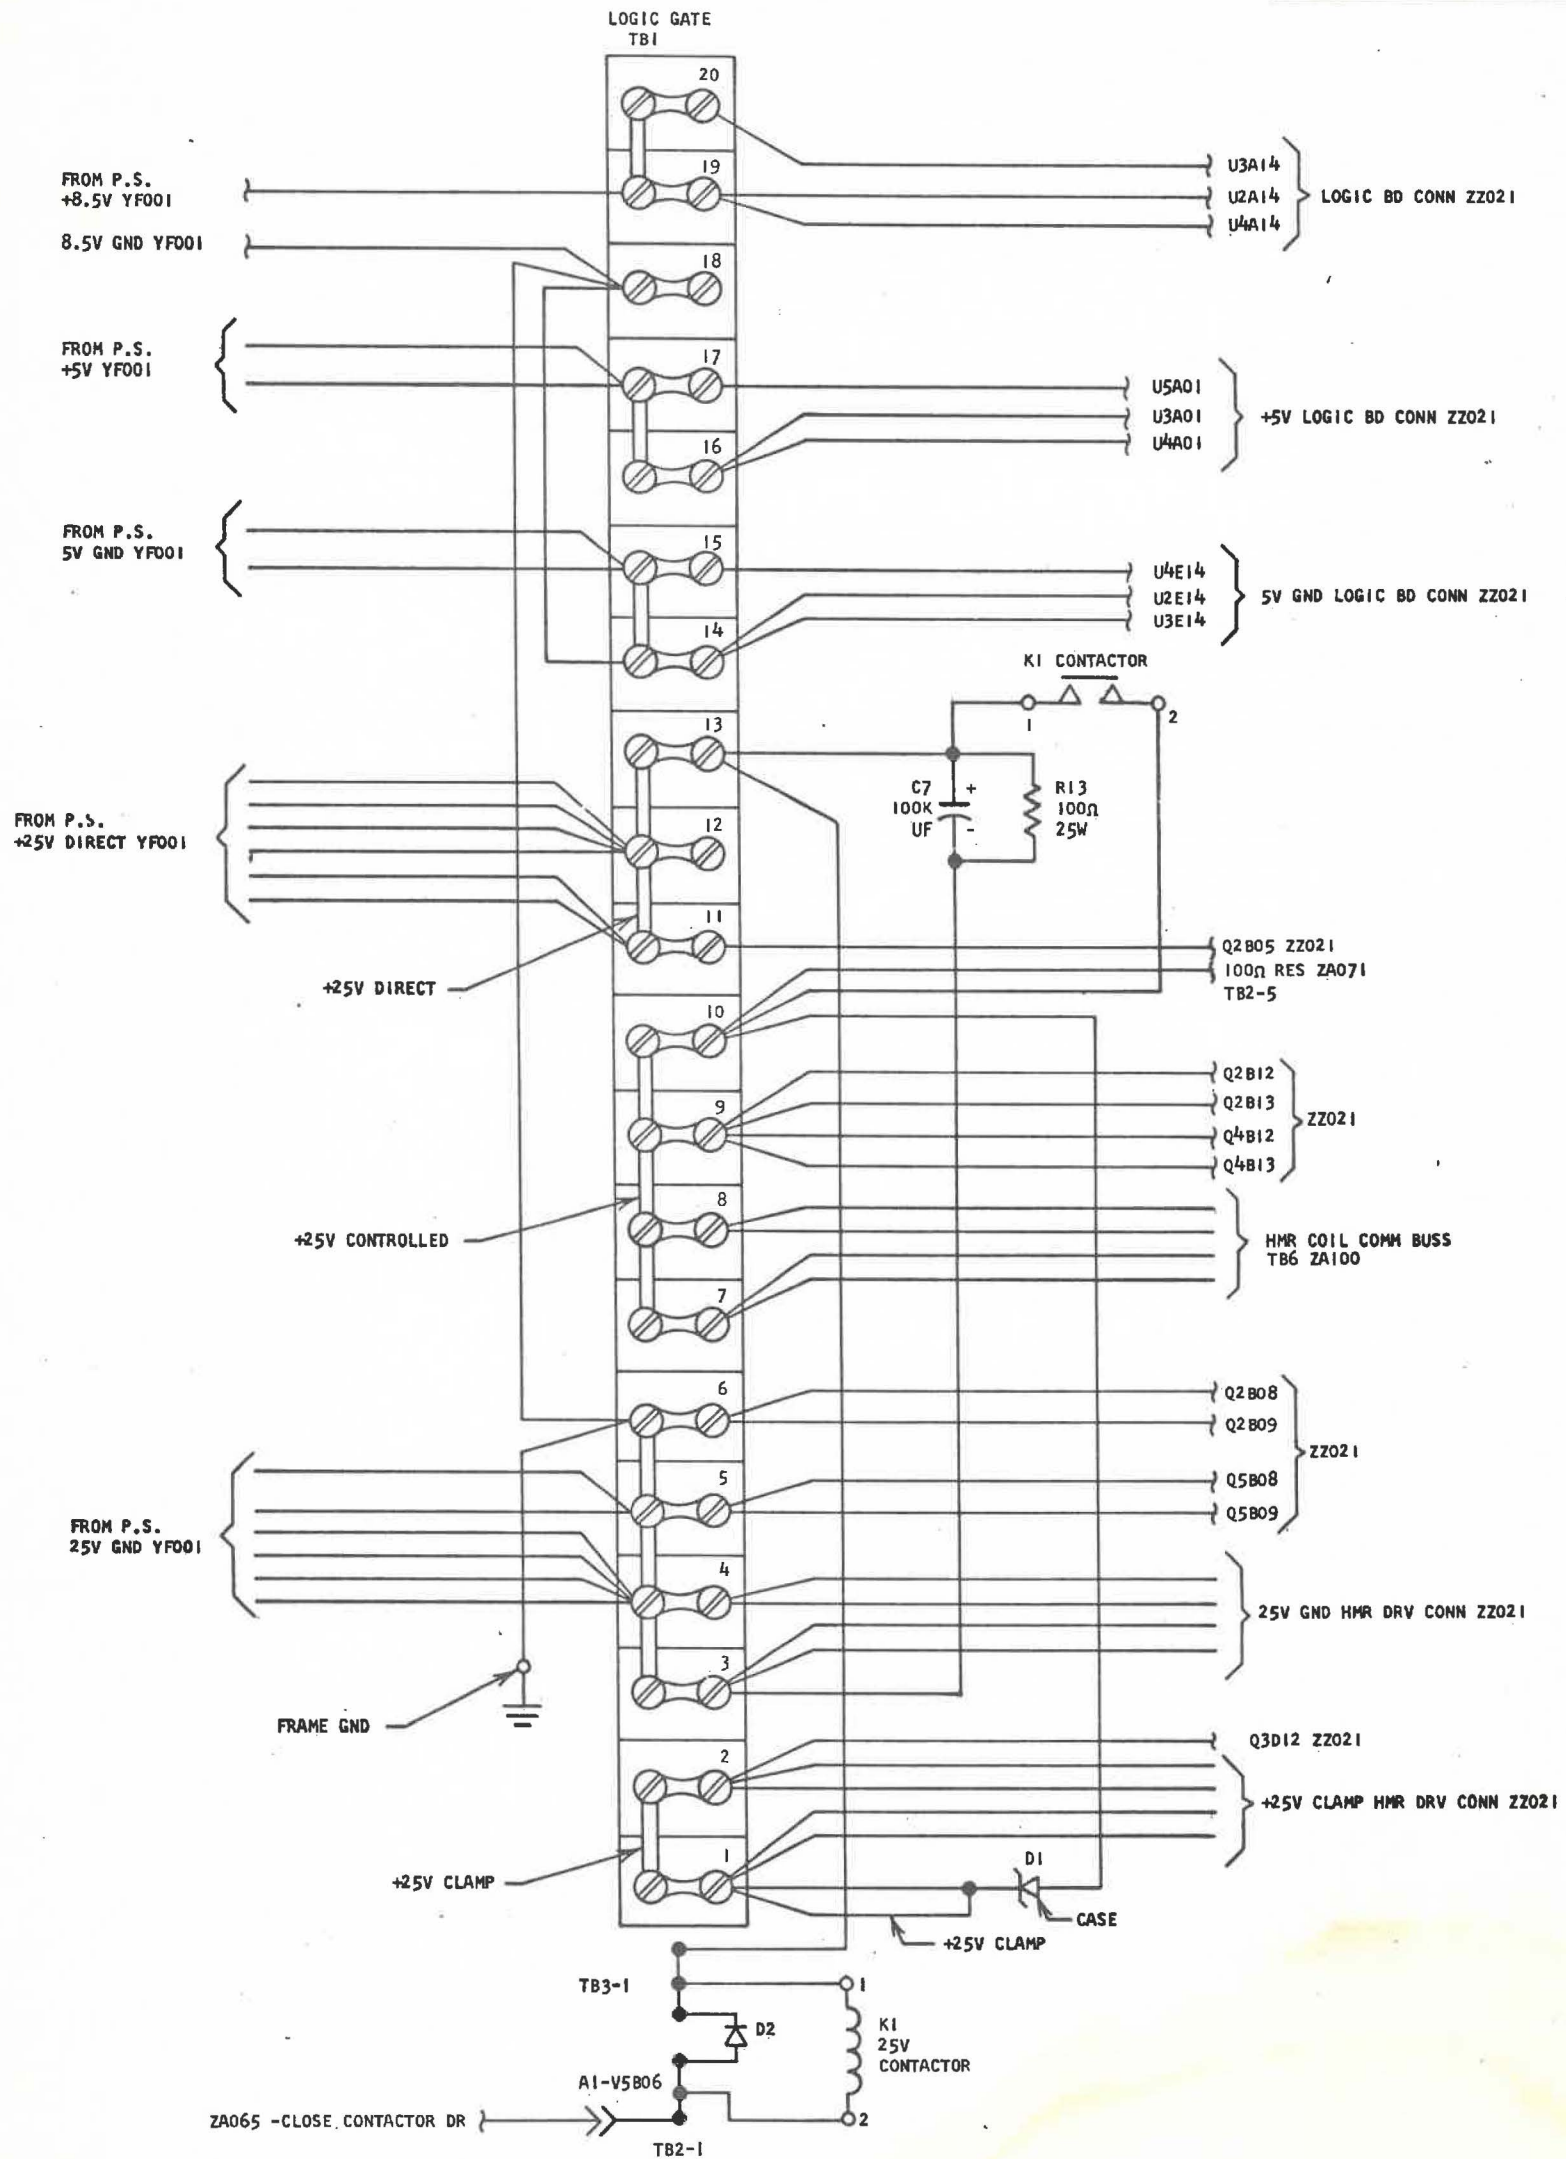 LOGIC GATE
TB1
20
19
18
17
16
15
14
13
12
11
10
9
8
7
6
5
4
3
2
1
FROM P.S.
+8.5V YF001
8.5V GND YF001
FROM P.S.
+5V YF001
FROM P.S.
5V GND YF001
FROM P.S.
+25V DIRECT YF001
+25V DIRECT
+25V CONTROLLED
FROM P.S.
25V GND YF001
FRAME GND
+25V CLAMP
U3A14
U2A14
U4A14
LOGIC BD CONN ZZ021
U5A01
U3A01
U4A01
+5V LOGIC BD CONN ZZ021
U4E14
U2E14
U3E14
5V GND LOGIC BD CONN ZZ021
K1 CONTACTOR
1
2
C7
100K
UF
+
-
R13
100Ω
25W
Q2B05 ZZ021
100Ω RES ZA071
TB2-5
Q2B12
Q2B13
Q4B12
Q4B13
ZZ021
HMR COIL COMM BUSS
TB6 ZA100
Q2B08
Q2B09
Q5B08
Q5B09
ZZ021
25V GND HMR DRV CONN ZZ021
Q3D12 ZZ021
+25V CLAMP HMR DRV CONN ZZ021
D1
CASE
+25V CLAMP
TB3-1
1
D2
K1
25V
CONTACTOR
A1-V5B06
2
ZA065 -CLOSE CONTACTOR DR
TB2-1